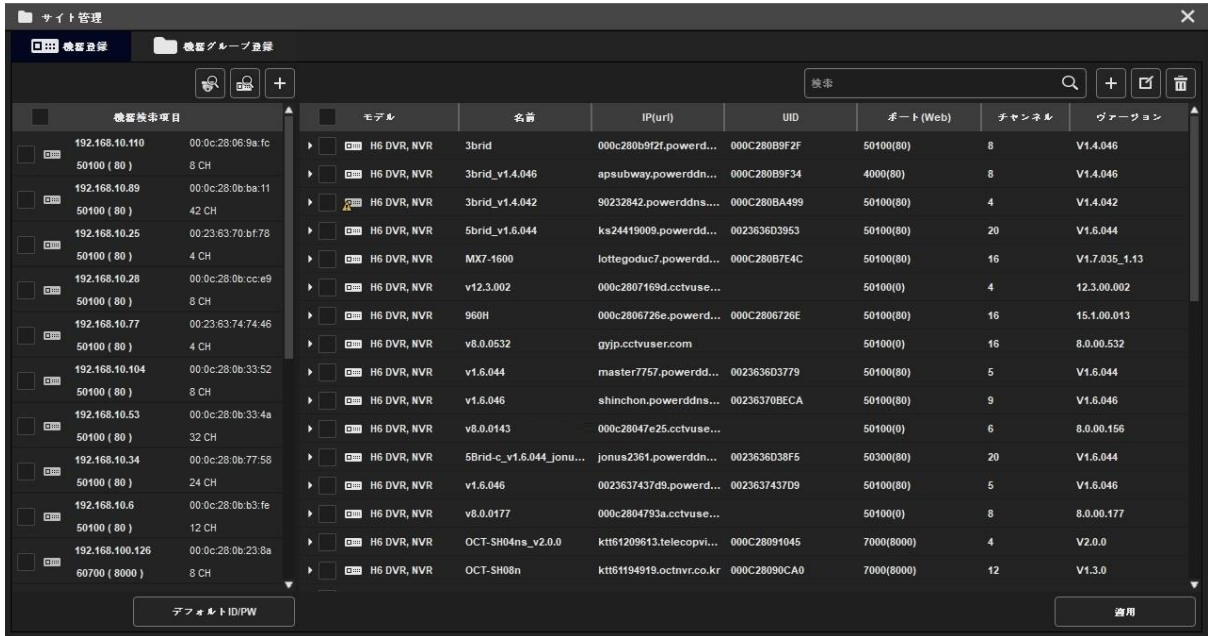 サイト管理
機器登録 機器グループ登録
検索
機器検索項目
192.168.10.110 00:0c:28:06:9a:fc
50100 ( 80 ) 8 CH
192.168.10.89 00:0c:28:0b:ba:11
50100 ( 80 ) 42 CH
192.168.10.25 00:23:63:70:bf:78
50100 ( 80 ) 4 CH
192.168.10.28 00:0c:28:0b:cc:e9
50100 ( 80 ) 8 CH
192.168.10.77 00:23:63:74:74:46
50100 ( 80 ) 4 CH
192.168.10.104 00:0c:28:0b:33:52
50100 ( 80 ) 8 CH
192.168.10.53 00:0c:28:0b:33:4a
50100 ( 80 ) 32 CH
192.168.10.34 00:0c:28:0b:77:58
50100 ( 80 ) 24 CH
192.168.10.6 00:0c:28:0b:b3:fe
50100 ( 80 ) 12 CH
192.168.100.126 00:0c:28:0b:23:8a
60700 ( 8000 ) 8 CH
モデル 名前 IP(url) UID ポート(Web) チャンネル ヴァージョン
H6 DVR, NVR 3brid 000c280b9f2f.powerd... 000C280B9F2F 50100(80) 8 V1.4.046
H6 DVR, NVR 3brid_v1.4.046 apsubway.powerddn... 000C280B9F34 4000(80) 8 V1.4.046
H6 DVR, NVR 3brid_v1.4.042 90232842.powerddns.... 000C280BA499 50100(80) 4 V1.4.042
H6 DVR, NVR 5brid_v1.6.044 ks24419009.powerdd... 0023636D3953 50100(80) 20 V1.6.044
H6 DVR, NVR MX7-1600 lottegoduc7.powerdd... 000C280B7E4C 50100(80) 16 V1.7.035_1.13
H6 DVR, NVR v12.3.002 000c2807169d.cctvuse... 50100(0) 4 12.3.00.002
H6 DVR, NVR 960H 000c2806726e.powerd... 000C2806726E 50100(80) 16 15.1.00.013
H6 DVR, NVR v8.0.0532 gyjp.cctvuser.com 50100(0) 16 8.0.00.532
H6 DVR, NVR v1.6.044 master7757.powerdd... 0023636D3779 50100(80) 5 V1.6.044
H6 DVR, NVR v1.6.046 shinchon.powerddns... 00236370BECA 50100(80) 9 V1.6.046
H6 DVR, NVR v8.0.0143 000c28047e25.cctvuse... 50100(0) 6 8.0.00.156
H6 DVR, NVR 5Brid-c_v1.6.044_jonu... jonus2361.powerddn... 0023636D38F5 50300(80) 20 V1.6.044
H6 DVR, NVR v1.6.046 0023637437d9.powerd... 0023637437D9 50100(80) 5 V1.6.046
H6 DVR, NVR v8.0.0177 000c2804793a.cctvuse... 50100(0) 8 8.0.00.177
H6 DVR, NVR OCT-SH04ns_v2.0.0 ktt61209613.telecopvi... 000C28091045 7000(8000) 4 V2.0.0
H6 DVR, NVR OCT-SH08n ktt61194919.octnvr.co.kr 000C28090CA0 7000(8000) 12 V1.3.0
デフォルトID/PW 適用